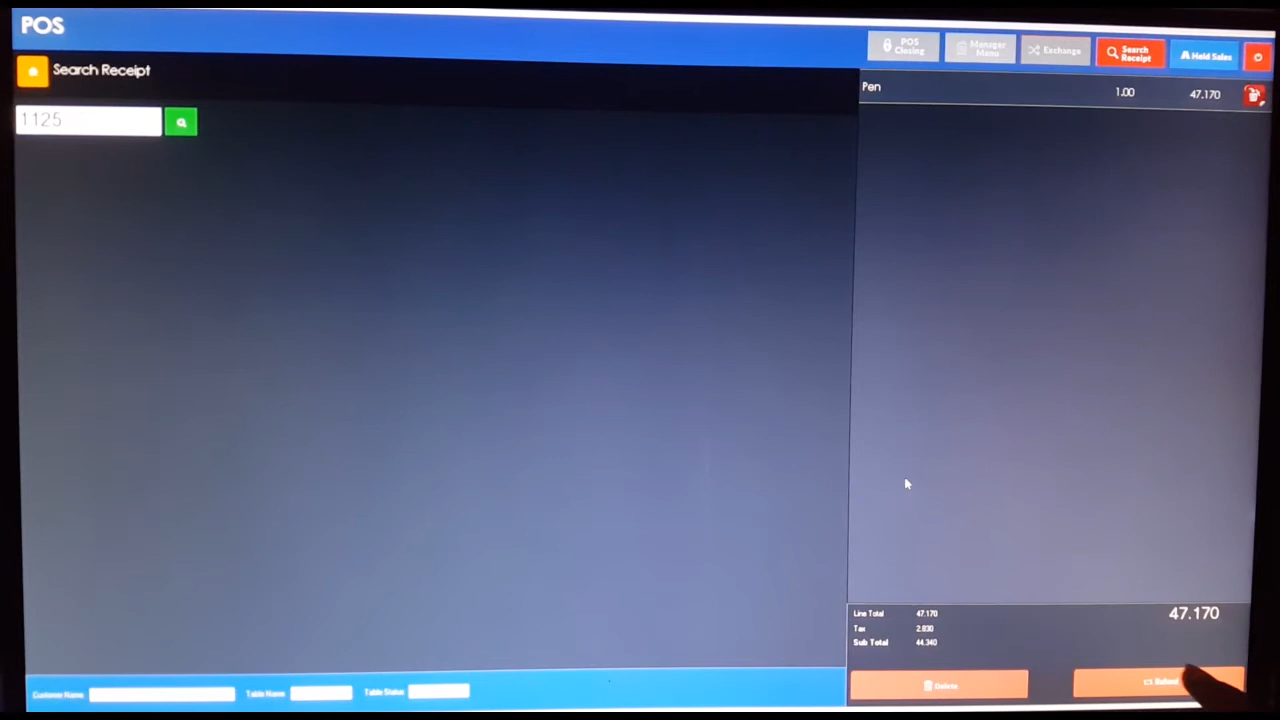 POS
POS Closing
Manager Menu
Exchange
Search Receipt
Held Sales
Search Receipt
1125
Pen 1.00 47.170
Line Total 47.170
47.170
Tax 2.830
Sub Total 44.340
Delete
Customer Name
Table Name
Table Status